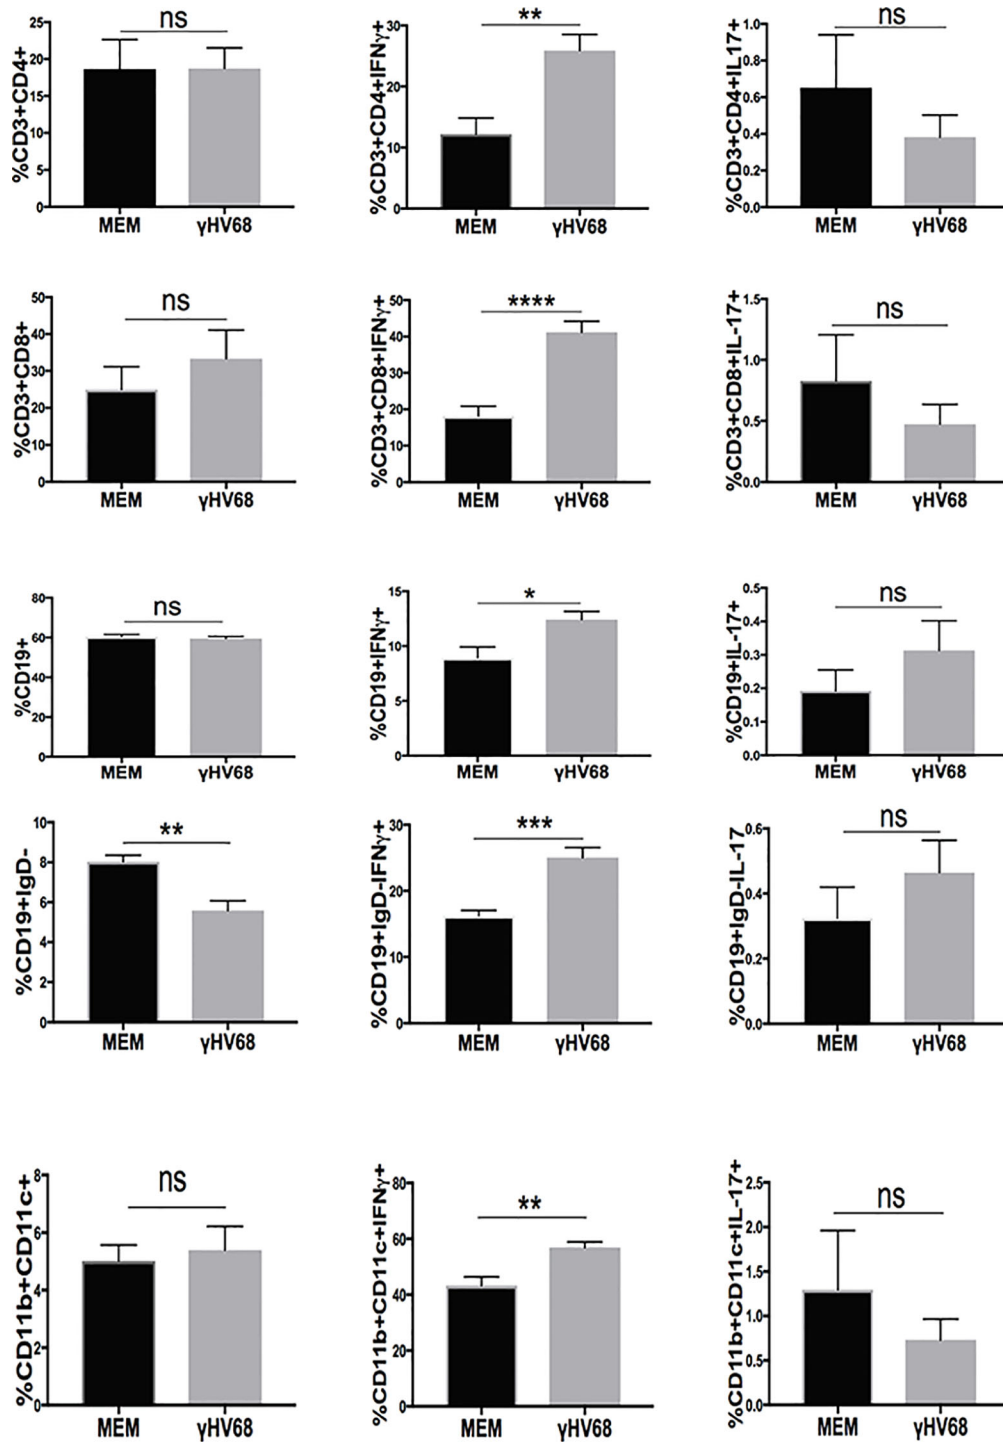 %CD3+CD4+
25
20
15
10
5
0
ns
MEM
γHV68
%CD3+CD4+IFNγ+
30
20
10
0
**
MEM
γHV68
%CD3+CD4+IL17+
1.0
0.8
0.6
0.4
0.2
0.0
ns
MEM
γHV68
%CD3+CD8+
50
40
30
20
10
0
ns
MEM
γHV68
%CD3+CD8+IFNγ+
50
40
30
20
10
0
****
MEM
γHV68
%CD3+CD8+IL-17+
1.5
1.0
0.5
0.0
ns
MEM
γHV68
%CD19+
80
60
40
20
0
ns
MEM
γHV68
%CD19+IFNγ+
15
10
5
0
*
MEM
γHV68
%CD19+IL-17+
0.5
0.4
0.3
0.2
0.1
0.0
ns
MEM
γHV68
%CD19+IgD-
10
8
6
4
2
0
**
MEM
γHV68
%CD19+IgD-IFNγ+
30
20
10
0
***
MEM
γHV68
%CD19+IgD-IL-17
0.6
0.4
0.2
0.0
ns
MEM
γHV68
%CD11b+CD11c+
8
6
4
2
0
ns
MEM
γHV68
%CD11b+CD11c+IFNγ+
80
60
40
20
0
**
MEM
γHV68
%CD11b+CD11c+IL-17+
2.5
2.0
1.5
1.0
0.5
0.0
ns
MEM
γHV68